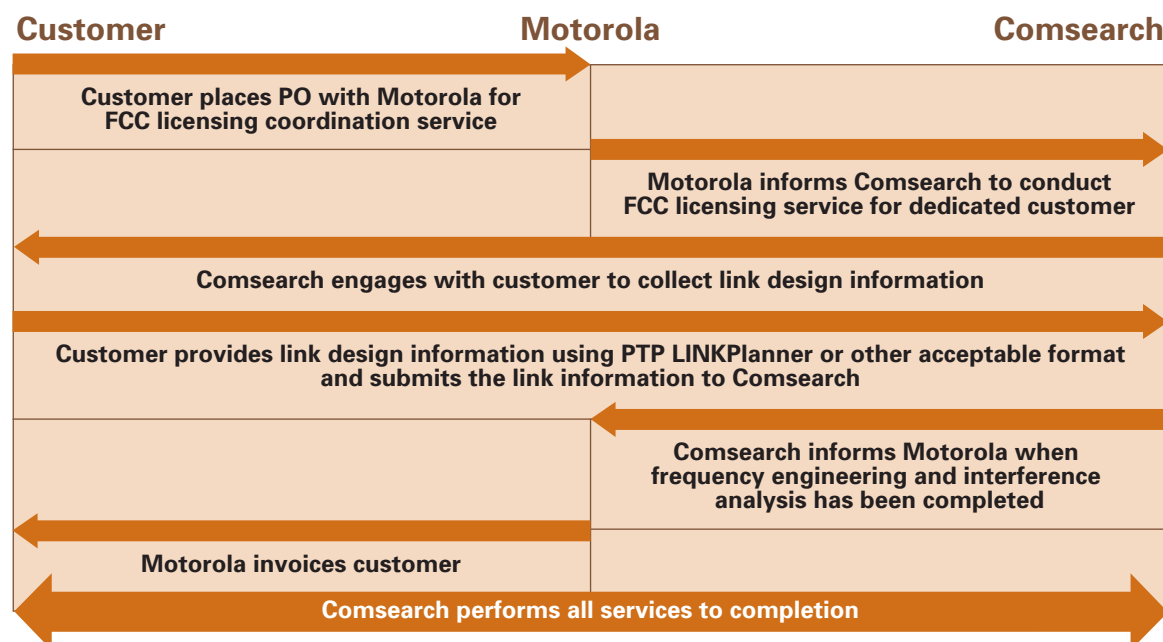 Customer Motorola Comsearch
Customer places PO with Motorola for
FCC licensing coordination service
Motorola informs Comsearch to conduct
FCC licensing service for dedicated customer
Comsearch engages with customer to collect link design information
Customer provides link design information using PTP LINKPlanner or other acceptable format
and submits the link information to Comsearch
Comsearch informs Motorola when
frequency engineering and interference
analysis has been completed
Motorola invoices customer
Comsearch performs all services to completion